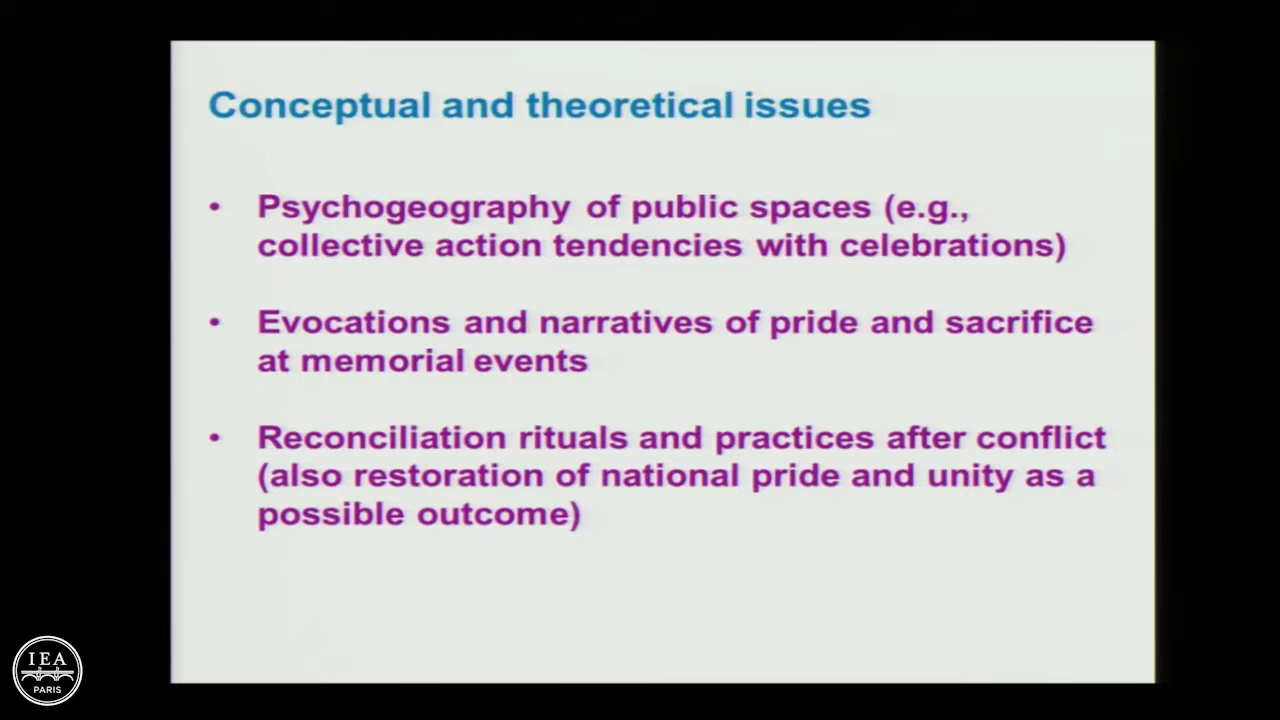 Conceptual and theoretical issues
• Psychogeography of public spaces (e.g.,
collective action tendencies with celebrations)
• Evocations and narratives of pride and sacrifice
at memorial events
• Reconciliation rituals and practices after conflict
(also restoration of national pride and unity as a
possible outcome)
IEA
PARIS